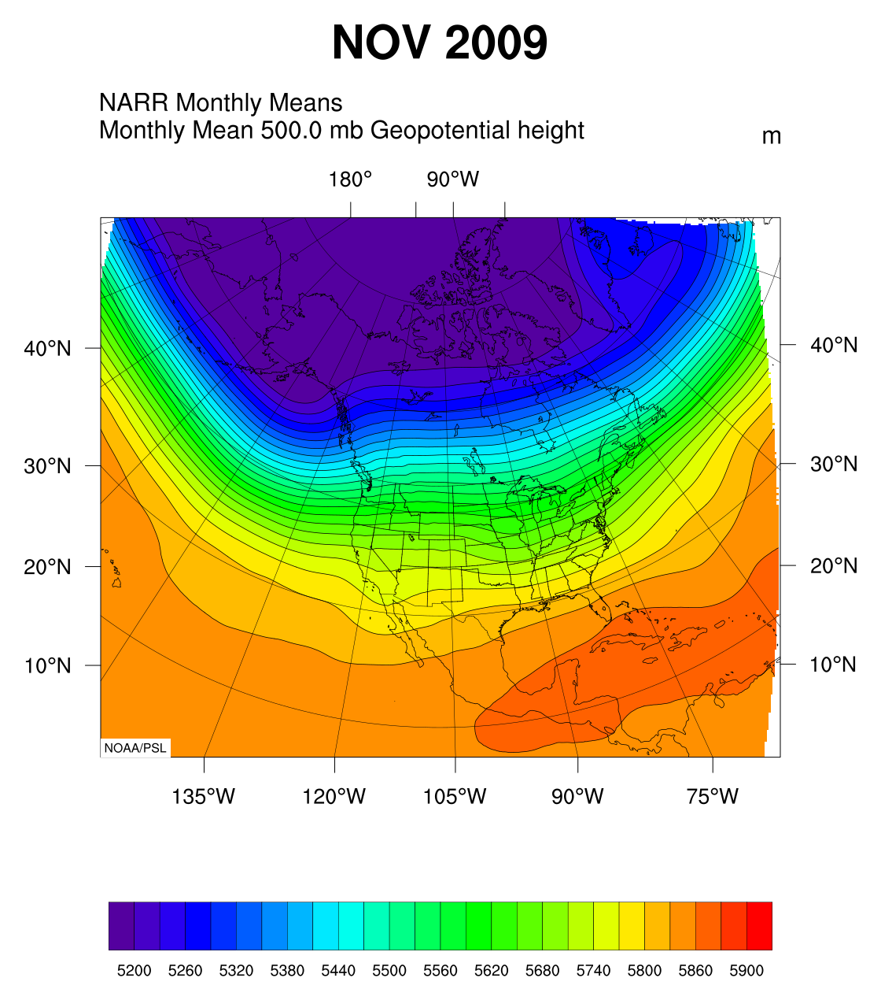 NOV 2009
NARR Monthly Means
Monthly Mean 500.0 mb Geopotential height
m
180° 90°W
40°N 40°N
30°N 30°N
20°N 20°N
10°N 10°N
NOAA/PSL
135°W 120°W 105°W 90°W 75°W
5200 5260 5320 5380 5440 5500 5560 5620 5680 5740 5800 5860 5900